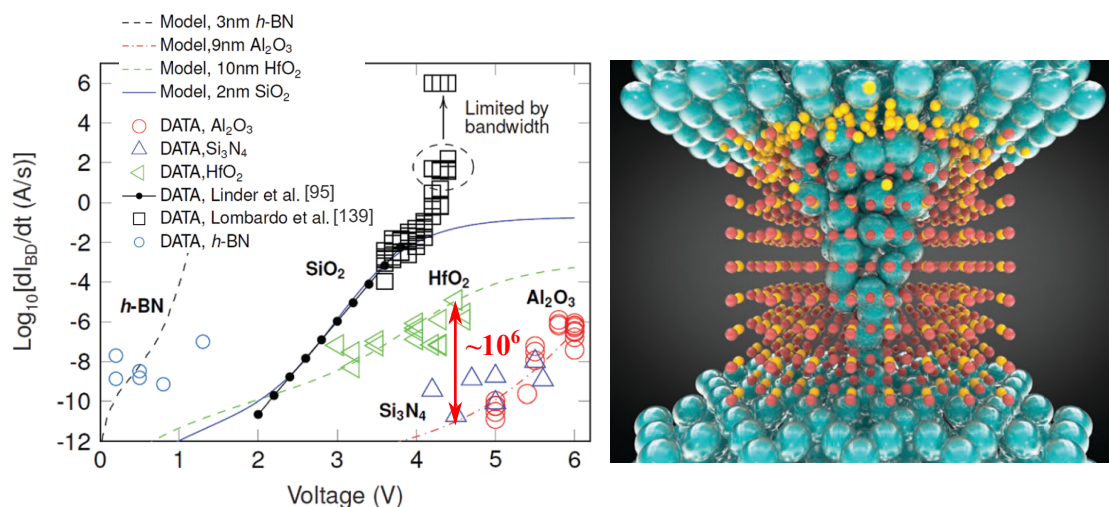 Model, 3nm h-BN
Model,9nm Al₂O₃
Model, 10nm HfO₂
Model, 2nm SiO₂
DATA, Al₂O₃
DATA,Si₃N₄
DATA,HfO₂
DATA, Linder et al. [95]
DATA, Lombardo et al. [139]
DATA, h-BN
Limited by
bandwidth
SiO₂
HfO₂
Al₂O₃
h-BN
~10⁶
Si₃N₄
Log₁₀[dI_BD/dt (A/s)]
6
4
2
0
-2
-4
-6
-8
-10
-12
0 1 2 3 4 5 6
Voltage (V)